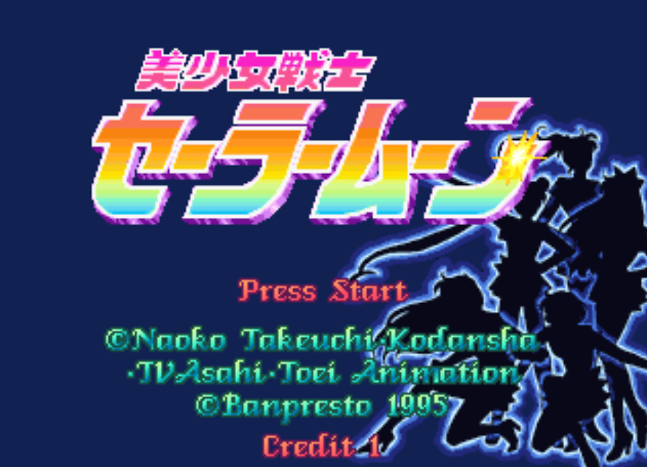 美少女戦士
セーラームーン
Press Start
©Naoko Takeuchi·Kodansha
·TVAsahi·Toei Animation
©Banpresto 1995
Credit 1